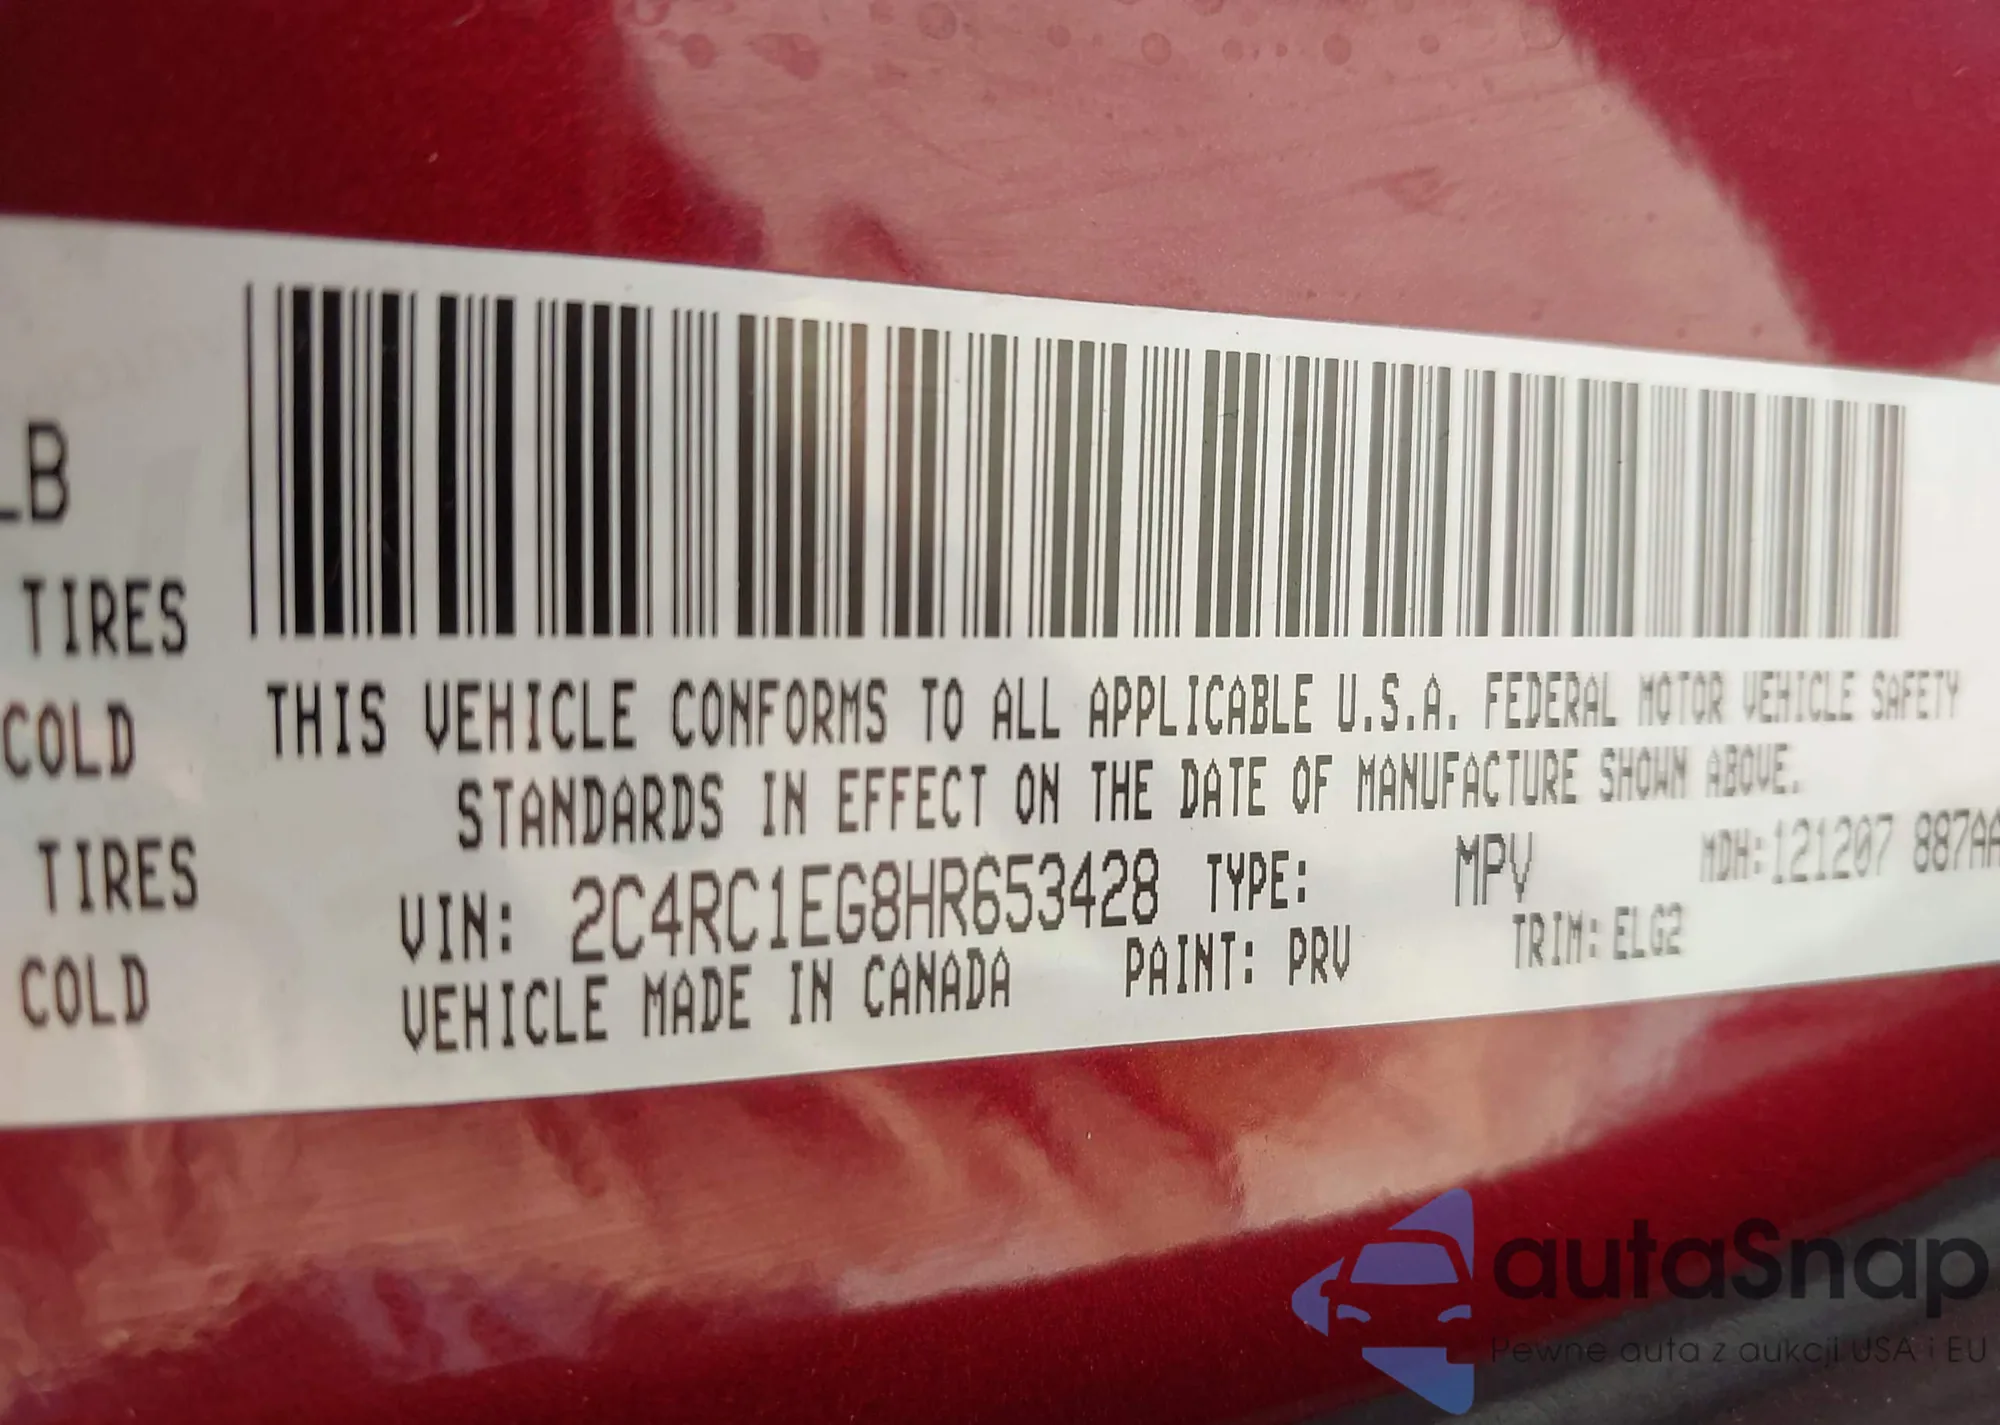 LB
TIRES
COLD
TIRES
COLD
THIS VEHICLE CONFORMS TO ALL APPLICABLE U.S.A. FEDERAL MOTOR VEHICLE SAFETY
STANDARDS IN EFFECT ON THE DATE OF MANUFACTURE SHOWN ABOVE.
VIN: 2C4RC1EG8HR653428 TYPE: MPV MDH:121207 887AA
VEHICLE MADE IN CANADA PAINT: PRV TRIM: ELG2
autaSnap
Pewne auta z aukcji USA i EU